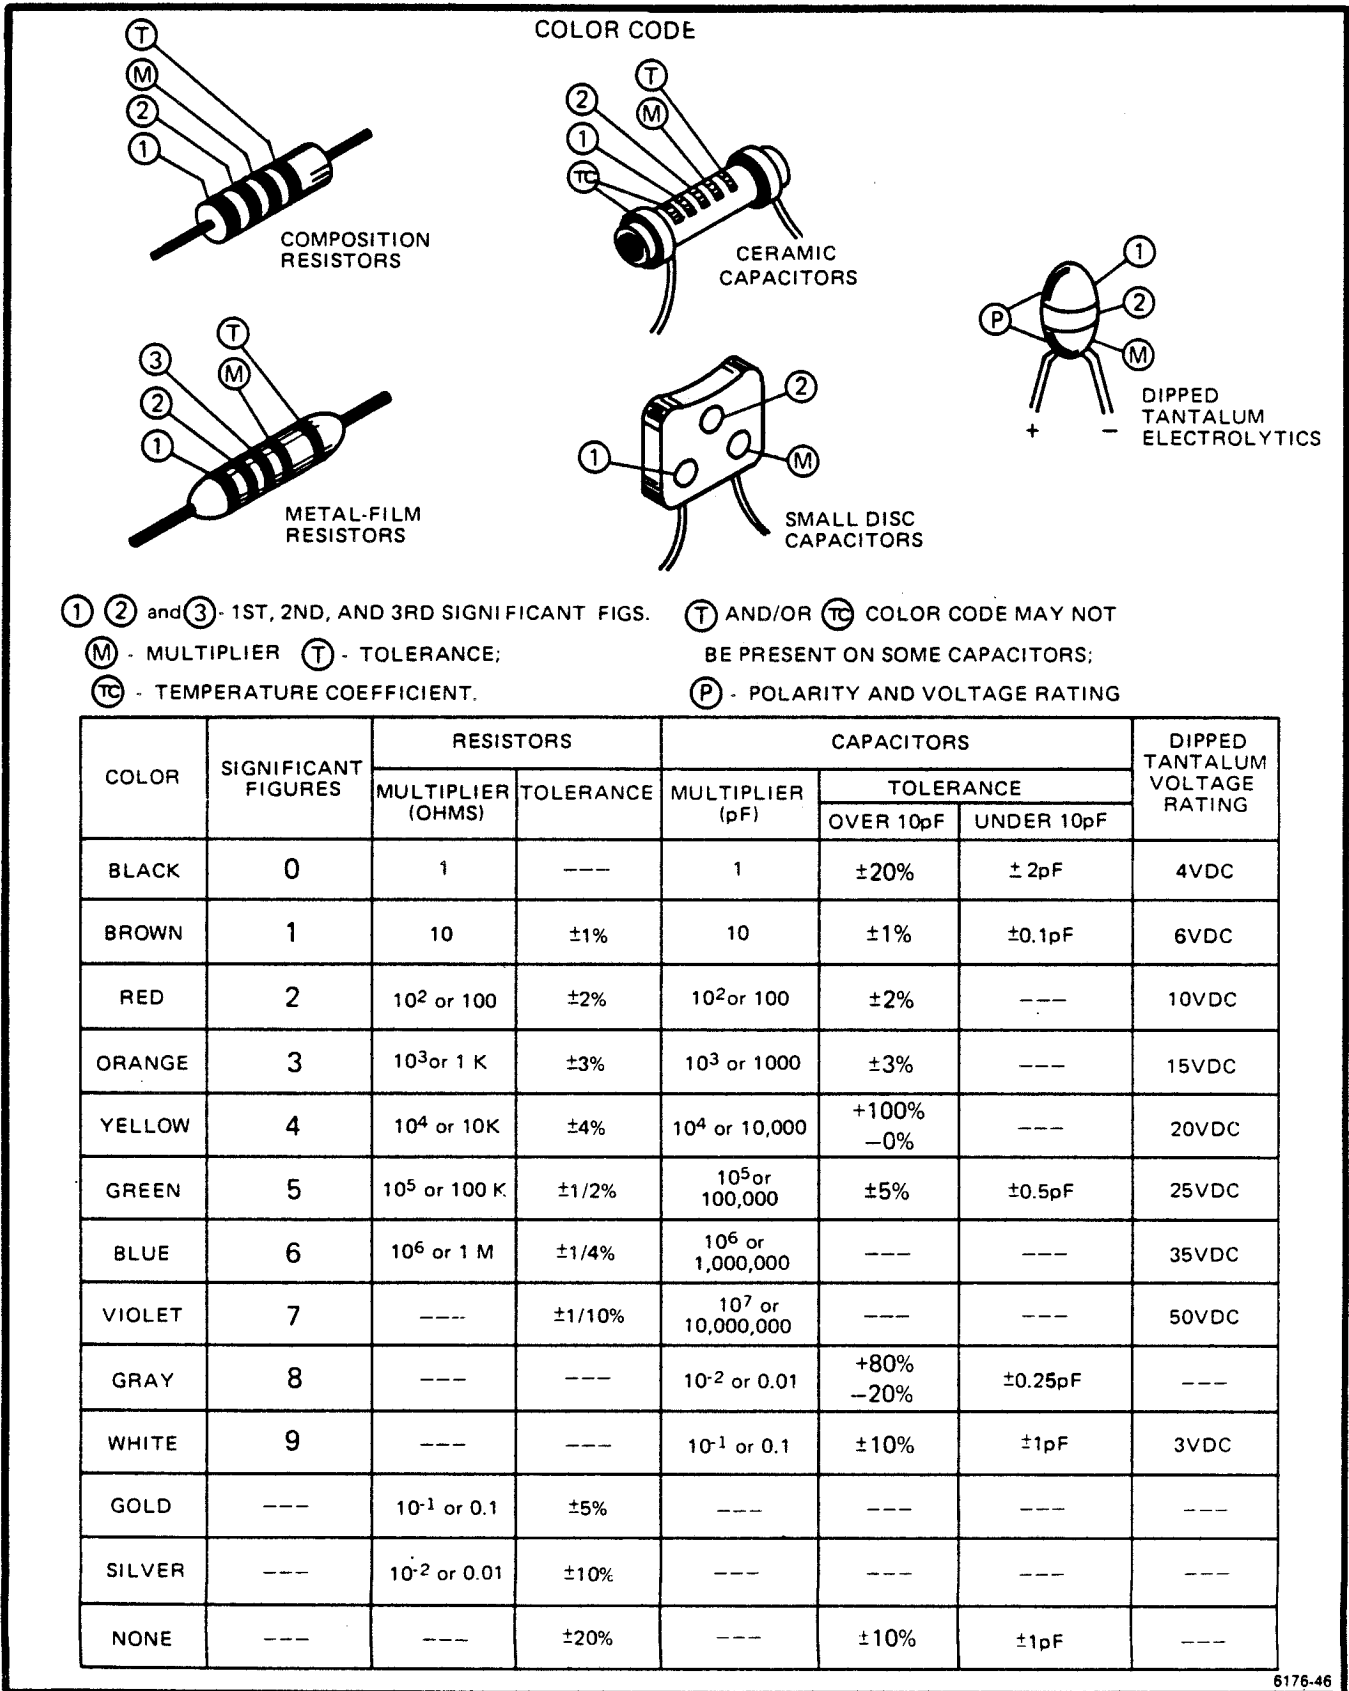 COLOR CODE
T
M
2
1
COMPOSITION
RESISTORS
T
2
M
1
TC
CERAMIC
CAPACITORS
1
2
P
M
+ −
DIPPED
TANTALUM
ELECTROLYTICS
T
3
M
2
1
METAL-FILM
RESISTORS
2
1
M
SMALL DISC
CAPACITORS
1 2 and 3 - 1ST, 2ND, AND 3RD SIGNIFICANT FIGS.
M - MULTIPLIER T - TOLERANCE;
TC - TEMPERATURE COEFFICIENT.
T AND/OR TC COLOR CODE MAY NOT
BE PRESENT ON SOME CAPACITORS;
P - POLARITY AND VOLTAGE RATING
COLOR
SIGNIFICANT
FIGURES
RESISTORS
MULTIPLIER
(OHMS)
TOLERANCE
CAPACITORS
MULTIPLIER
(pF)
TOLERANCE
OVER 10pF
UNDER 10pF
DIPPED
TANTALUM
VOLTAGE
RATING
BLACK 0 1 --- 1 ±20% ±2pF 4VDC
BROWN 1 10 ±1% 10 ±1% ±0.1pF 6VDC
RED 2 10² or 100 ±2% 10² or 100 ±2% --- 10VDC
ORANGE 3 10³ or 1 K ±3% 10³ or 1000 ±3% --- 15VDC
YELLOW 4 10⁴ or 10K ±4% 10⁴ or 10,000 +100% −0% --- 20VDC
GREEN 5 10⁵ or 100 K ±1/2% 10⁵ or 100,000 ±5% ±0.5pF 25VDC
BLUE 6 10⁶ or 1 M ±1/4% 10⁶ or 1,000,000 --- --- 35VDC
VIOLET 7 --- ±1/10% 10⁷ or 10,000,000 --- --- 50VDC
GRAY 8 --- --- 10⁻² or 0.01 +80% −20% ±0.25pF ---
WHITE 9 --- --- 10⁻¹ or 0.1 ±10% ±1pF 3VDC
GOLD --- 10⁻¹ or 0.1 ±5% --- --- --- ---
SILVER --- 10⁻² or 0.01 ±10% --- --- --- ---
NONE --- --- ±20% --- ±10% ±1pF ---
6176-46